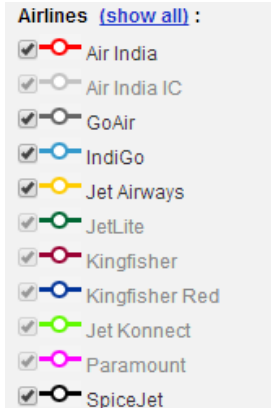 Airlines (show all) :
Air India
Air India IC
GoAir
IndiGo
Jet Airways
JetLite
Kingfisher
Kingfisher Red
Jet Konnect
Paramount
SpiceJet